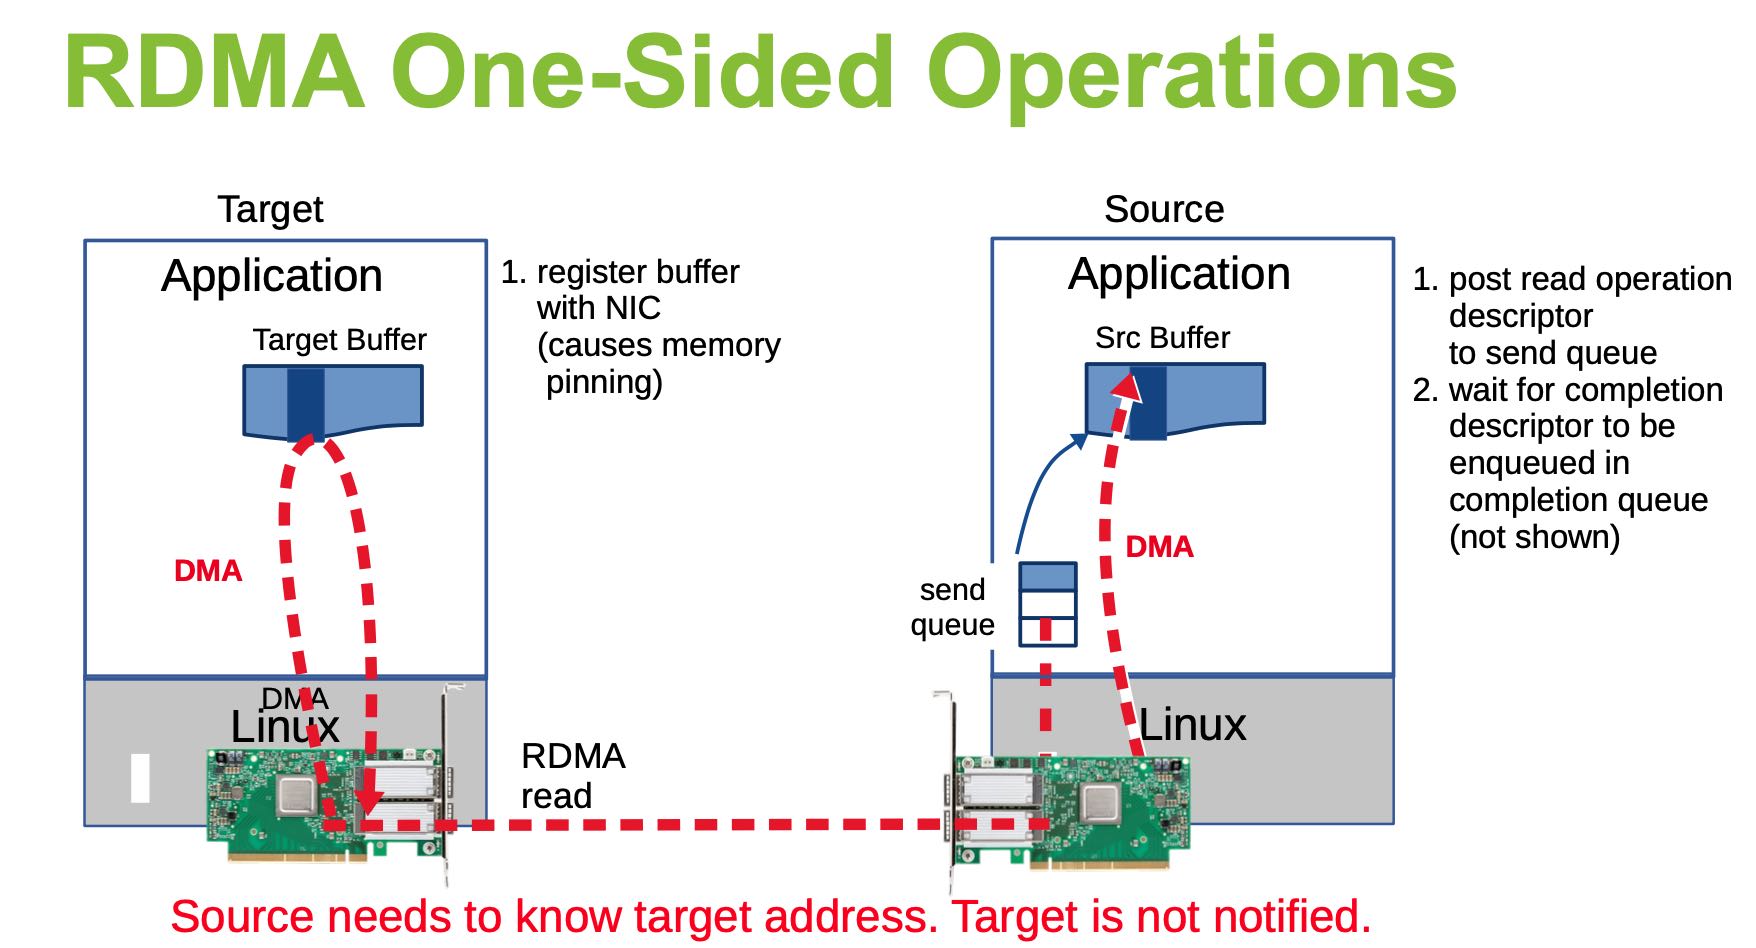 RDMA One-Sided Operations
Target
Application
Target Buffer
1. register buffer
with NIC
(causes memory
pinning)
DMA
DMA
Linux
RDMA
read
Source
Application
Src Buffer
DMA
send
queue
Linux
1. post read operation
descriptor
to send queue
2. wait for completion
descriptor to be
enqueued in
completion queue
(not shown)
Source needs to know target address. Target is not notified.